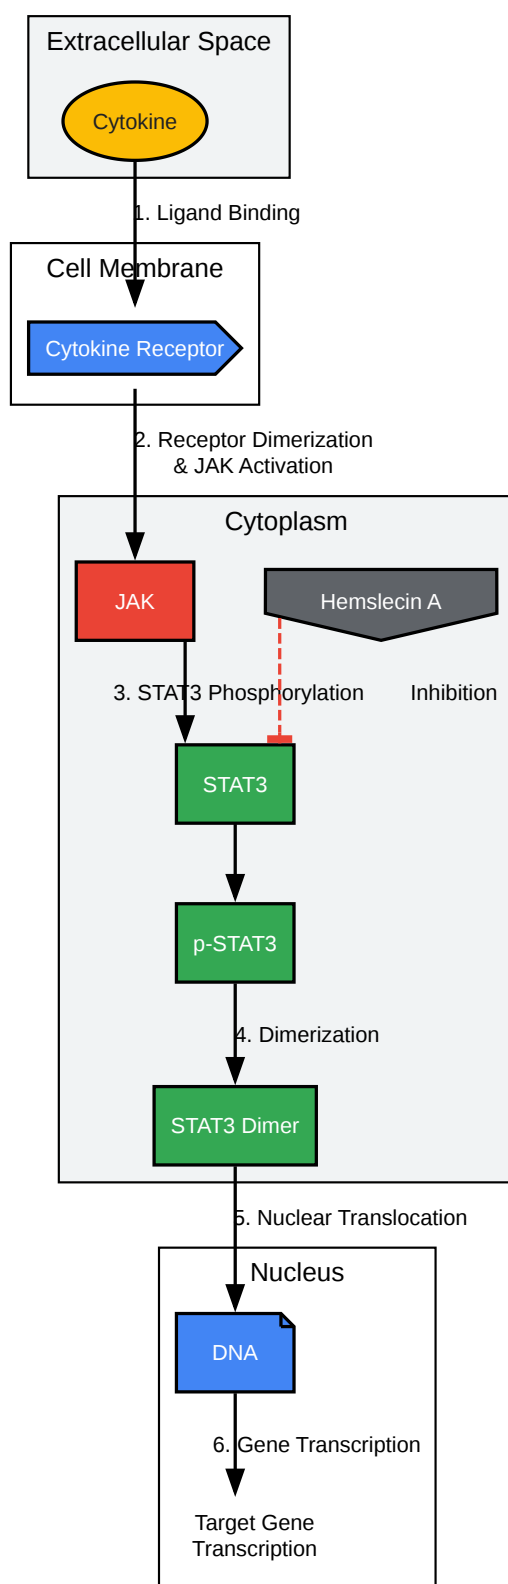 Extracellular Space
Cytokine
1. Ligand Binding
Cell Membrane
Cytokine Receptor
2. Receptor Dimerization
& JAK Activation
Cytoplasm
JAK
Hemslecin A
3. STAT3 Phosphorylation
Inhibition
STAT3
p-STAT3
4. Dimerization
STAT3 Dimer
5. Nuclear Translocation
Nucleus
DNA
6. Gene Transcription
Target Gene
Transcription